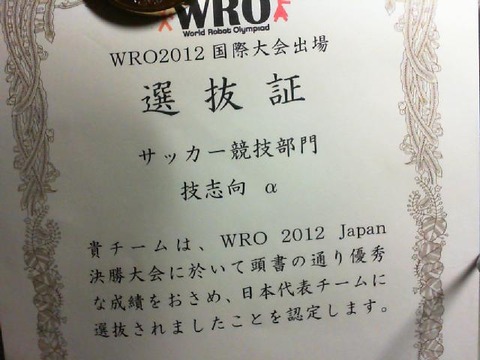 WRO
World Robot Olympiad
WRO2012 国際大会出場
選抜証
サッカー競技部門
技志向 α
貴チームは、WRO 2012 Japan
決勝大会に於いて頭書の通り優秀
な成績をおさめ、日本代表チームに
選抜されましたことを認定します。